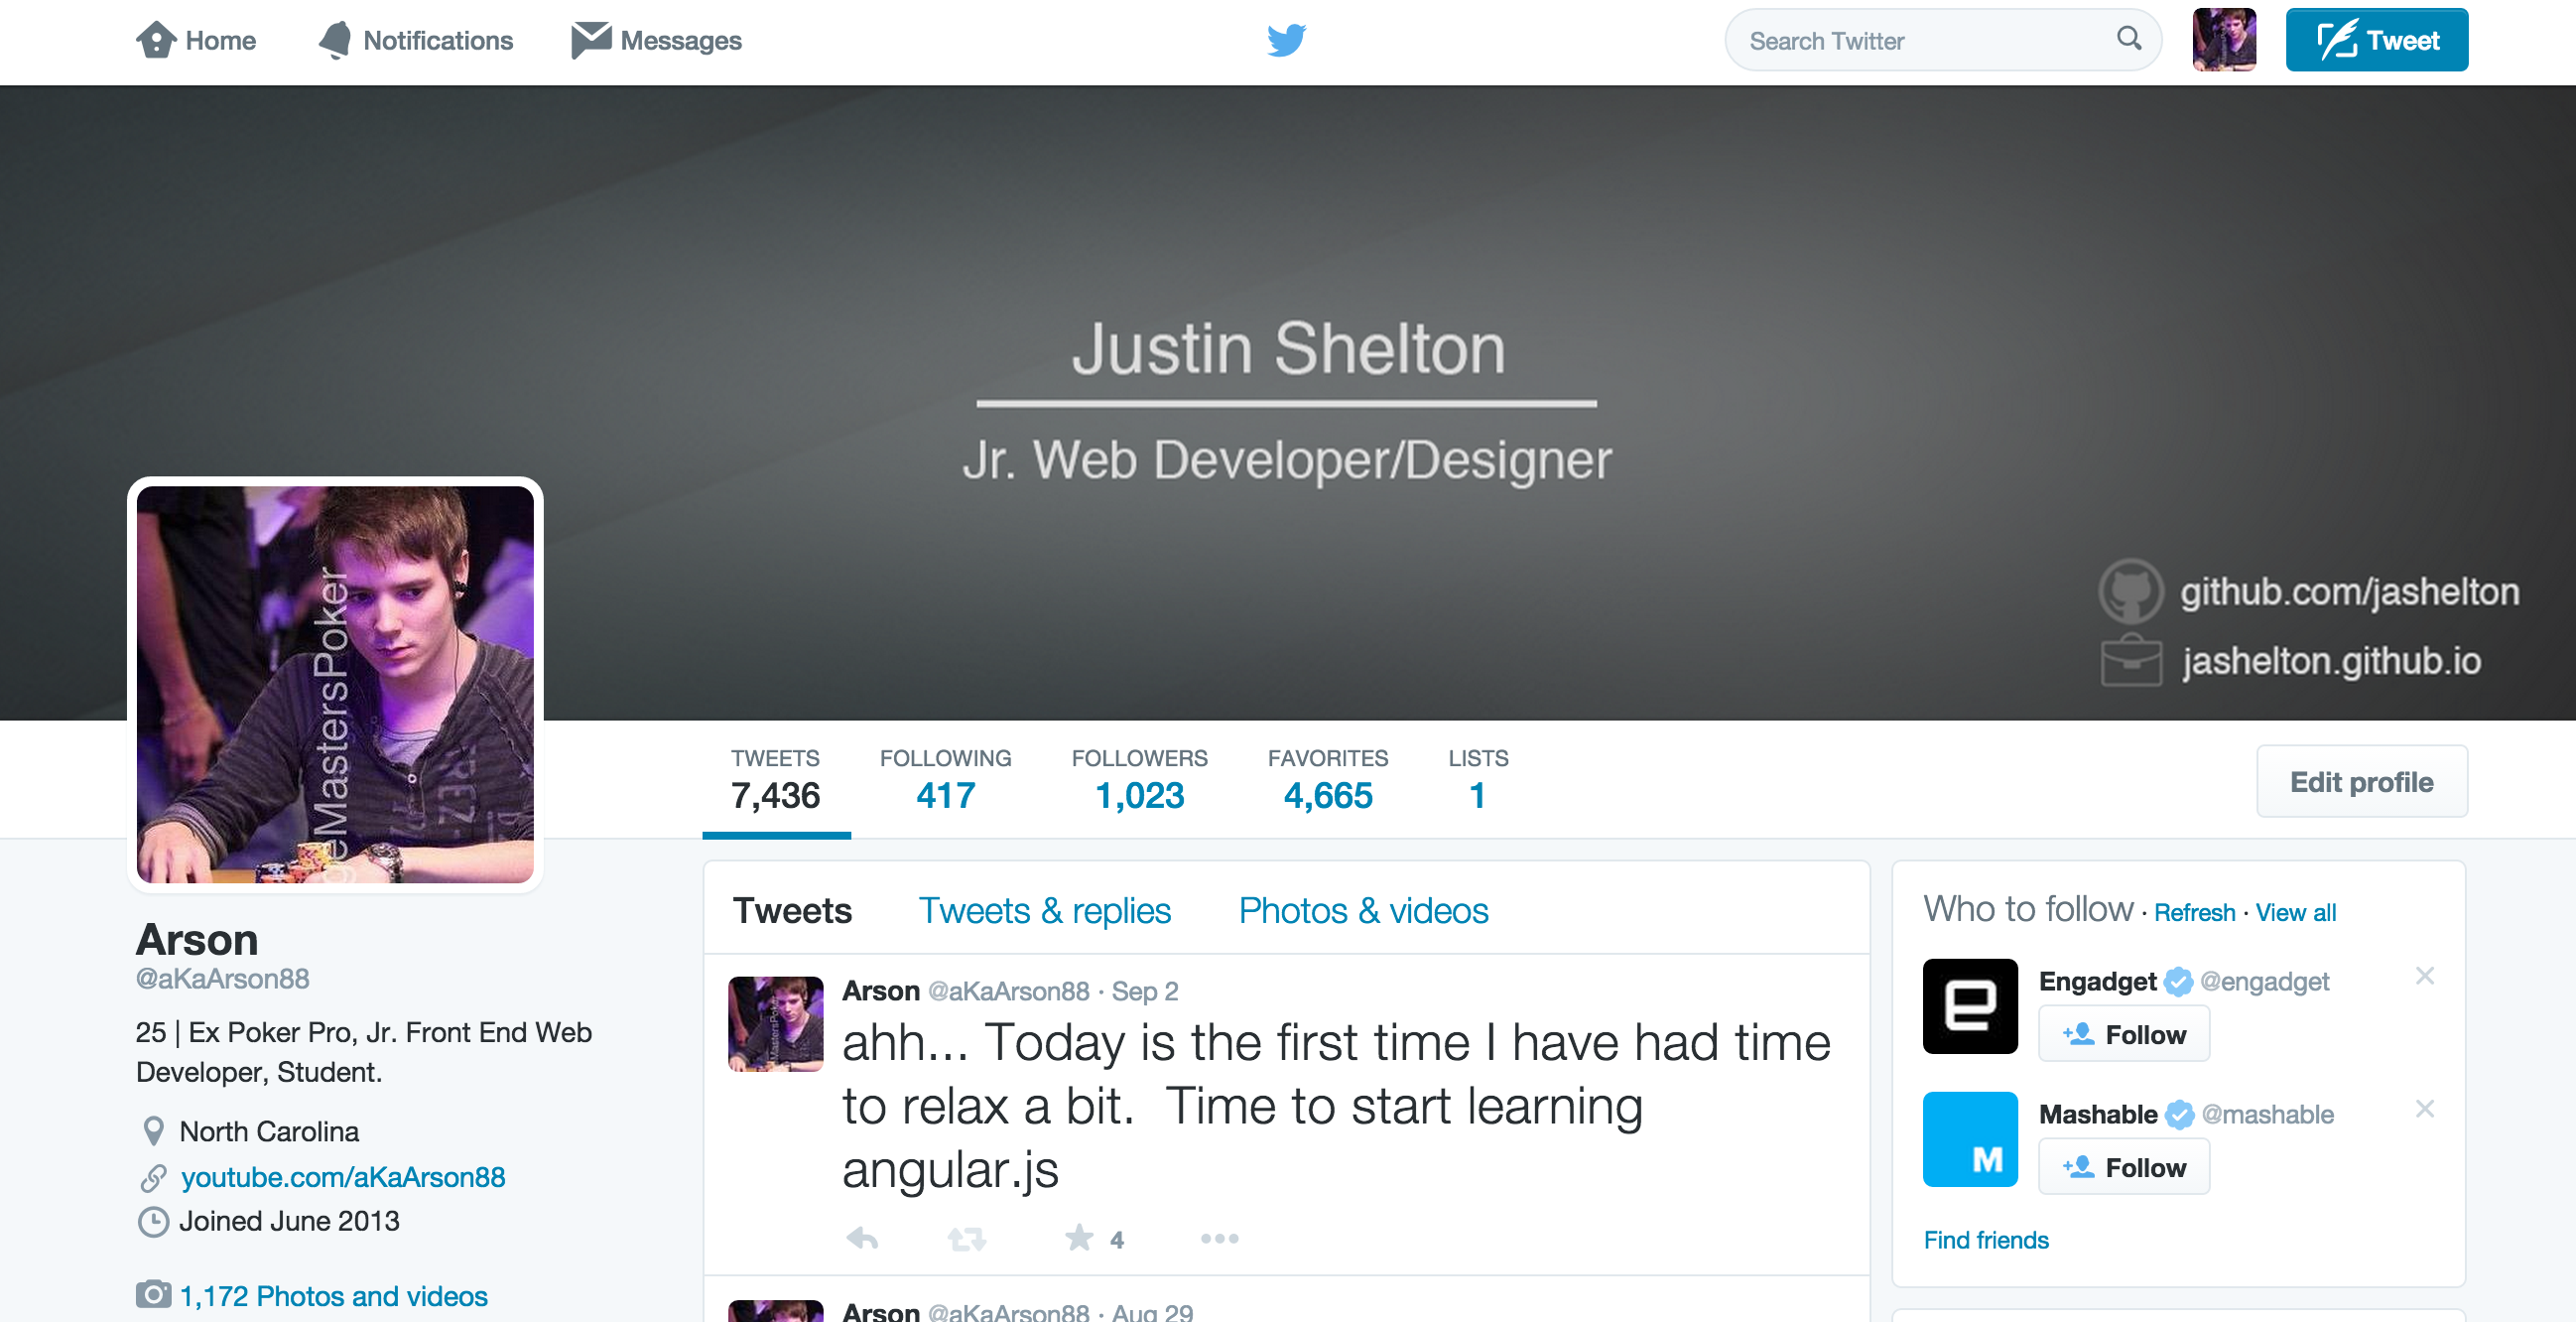 Home
Notifications
Messages
Search Twitter
Tweet
Justin Shelton
Jr. Web Developer/Designer
github.com/jashelton
jashelton.github.io
geMastersPoker
TWEETS
7,436
FOLLOWING
417
FOLLOWERS
1,023
FAVORITES
4,665
LISTS
1
Edit profile
Arson
@aKaArson88
25 | Ex Poker Pro, Jr. Front End Web
Developer, Student.
North Carolina
youtube.com/aKaArson88
Joined June 2013
1,172 Photos and videos
Tweets
Tweets & replies
Photos & videos
Arson @aKaArson88 · Sep 2
ahh... Today is the first time I have had time
to relax a bit.  Time to start learning
angular.js
4
Arson @aKaArson88 · Aug 29
Who to follow · Refresh · View all
Engadget @engadget
Follow
Mashable @mashable
M
Follow
Find friends